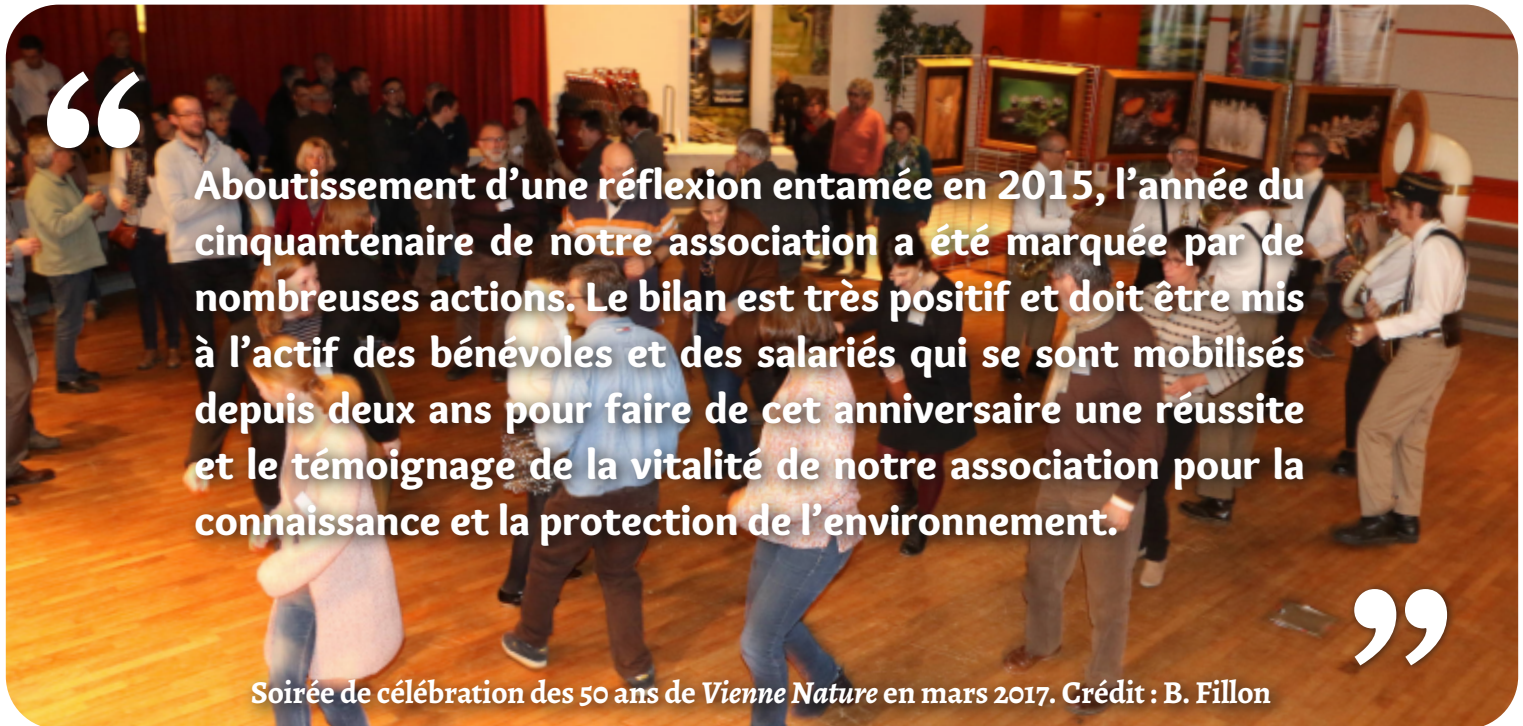 “
Aboutissement d’une réflexion entamée en 2015, l’année du
cinquantenaire de notre association a été marquée par de
nombreuses actions. Le bilan est très positif et doit être mis
à l’actif des bénévoles et des salariés qui se sont mobilisés
depuis deux ans pour faire de cet anniversaire une réussite
et le témoignage de la vitalité de notre association pour la
connaissance et la protection de l’environnement.
”
Soirée de célébration des 50 ans de Vienne Nature en mars 2017. Crédit : B. Fillon